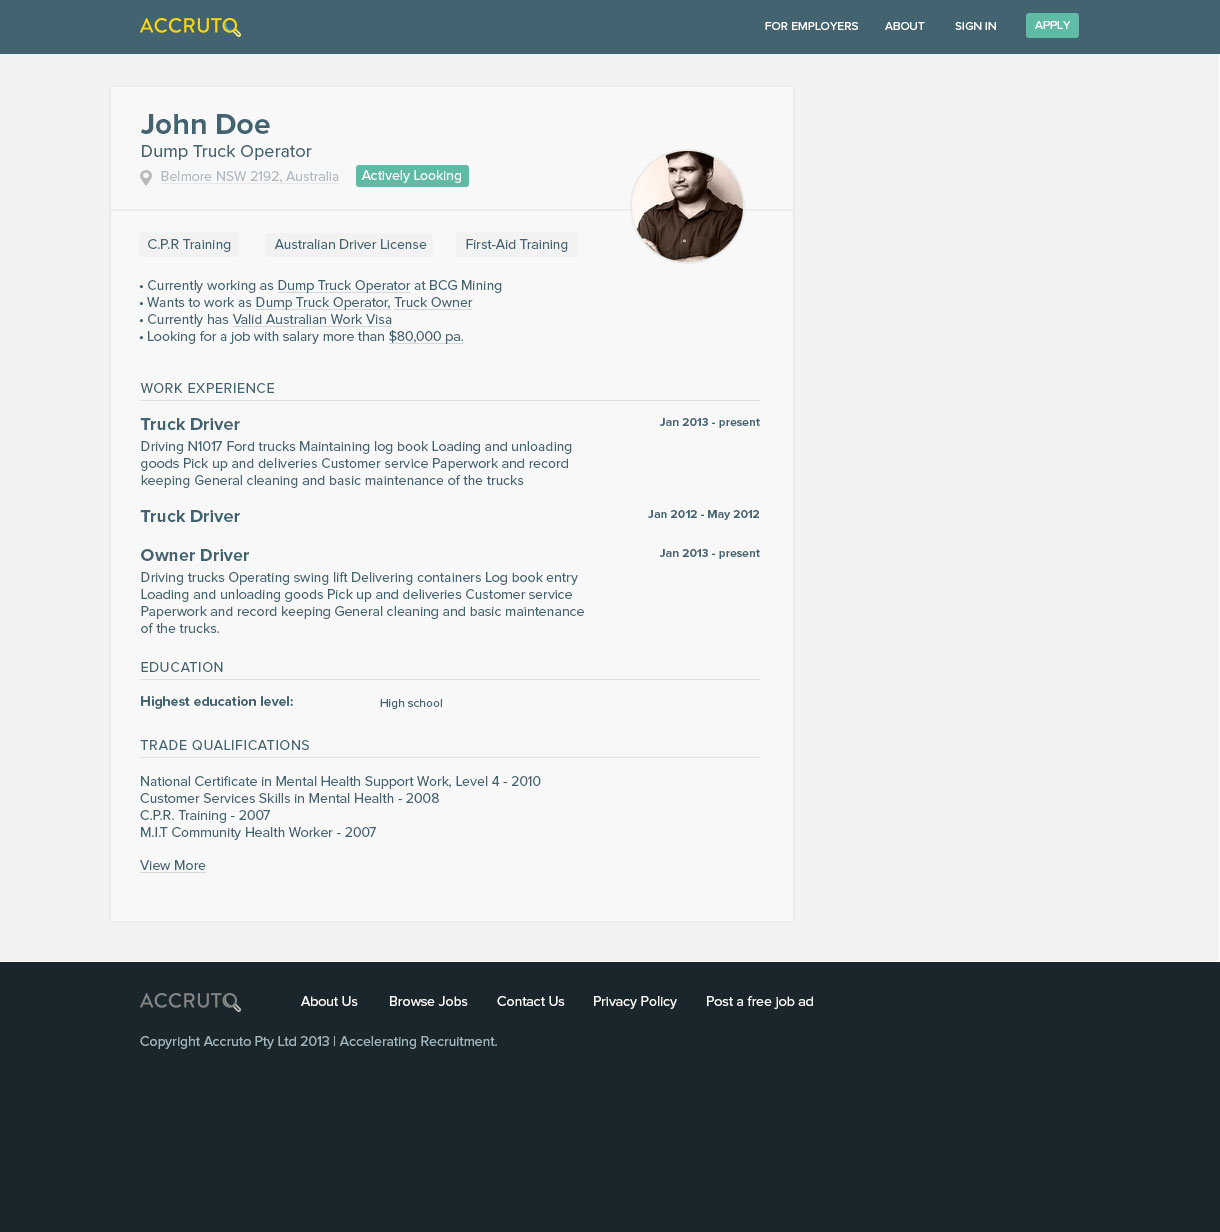 ACCRUTO
FOR EMPLOYERS ABOUT SIGN IN APPLY
John Doe
Dump Truck Operator
Belmore NSW 2192, Australia Actively Looking
C.P.R Training Australian Driver License First-Aid Training
• Currently working as Dump Truck Operator at BCG Mining
• Wants to work as Dump Truck Operator, Truck Owner
• Currently has Valid Australian Work Visa
• Looking for a job with salary more than $80,000 pa.
WORK EXPERIENCE
Truck Driver Jan 2013 - present
Driving N1017 Ford trucks Maintaining log book Loading and unloading
goods Pick up and deliveries Customer service Paperwork and record
keeping General cleaning and basic maintenance of the trucks
Truck Driver Jan 2012 - May 2012
Owner Driver Jan 2013 - present
Driving trucks Operating swing lift Delivering containers Log book entry
Loading and unloading goods Pick up and deliveries Customer service
Paperwork and record keeping General cleaning and basic maintenance
of the trucks.
EDUCATION
Highest education level: High school
TRADE QUALIFICATIONS
National Certificate in Mental Health Support Work, Level 4 - 2010
Customer Services Skills in Mental Health - 2008
C.P.R. Training - 2007
M.I.T Community Health Worker - 2007
View More
ACCRUTO About Us Browse Jobs Contact Us Privacy Policy Post a free job ad
Copyright Accruto Pty Ltd 2013 | Accelerating Recruitment.